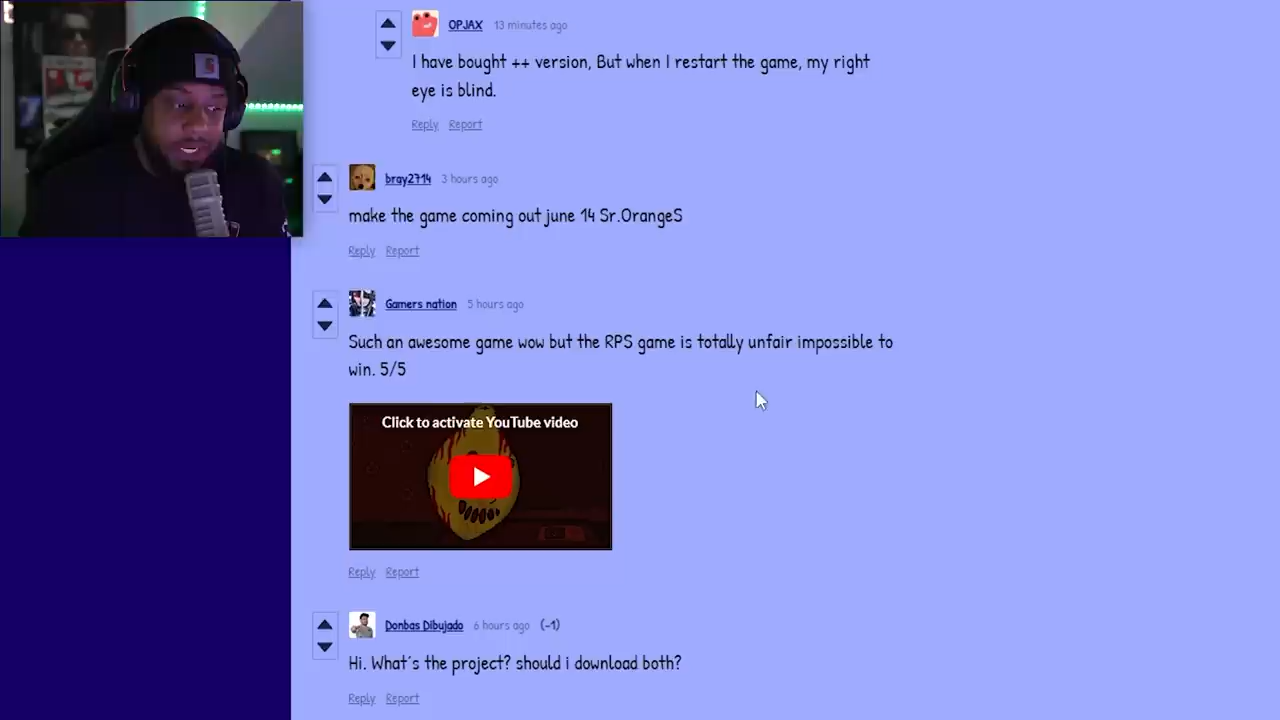 OPJAX 13 minutes ago
I have bought ++ version, But when I restart the game, my right
eye is blind.
Reply Report
bray2714 3 hours ago
make the game coming out june 14 Sr.OrangeS
Reply Report
Gamers nation 5 hours ago
Such an awesome game wow but the RPS game is totally unfair impossible to
win. 5/5
Click to activate YouTube video
Reply Report
Donbas Dibujado 6 hours ago (-1)
Hi. What´s the project? should i download both?
Reply Report